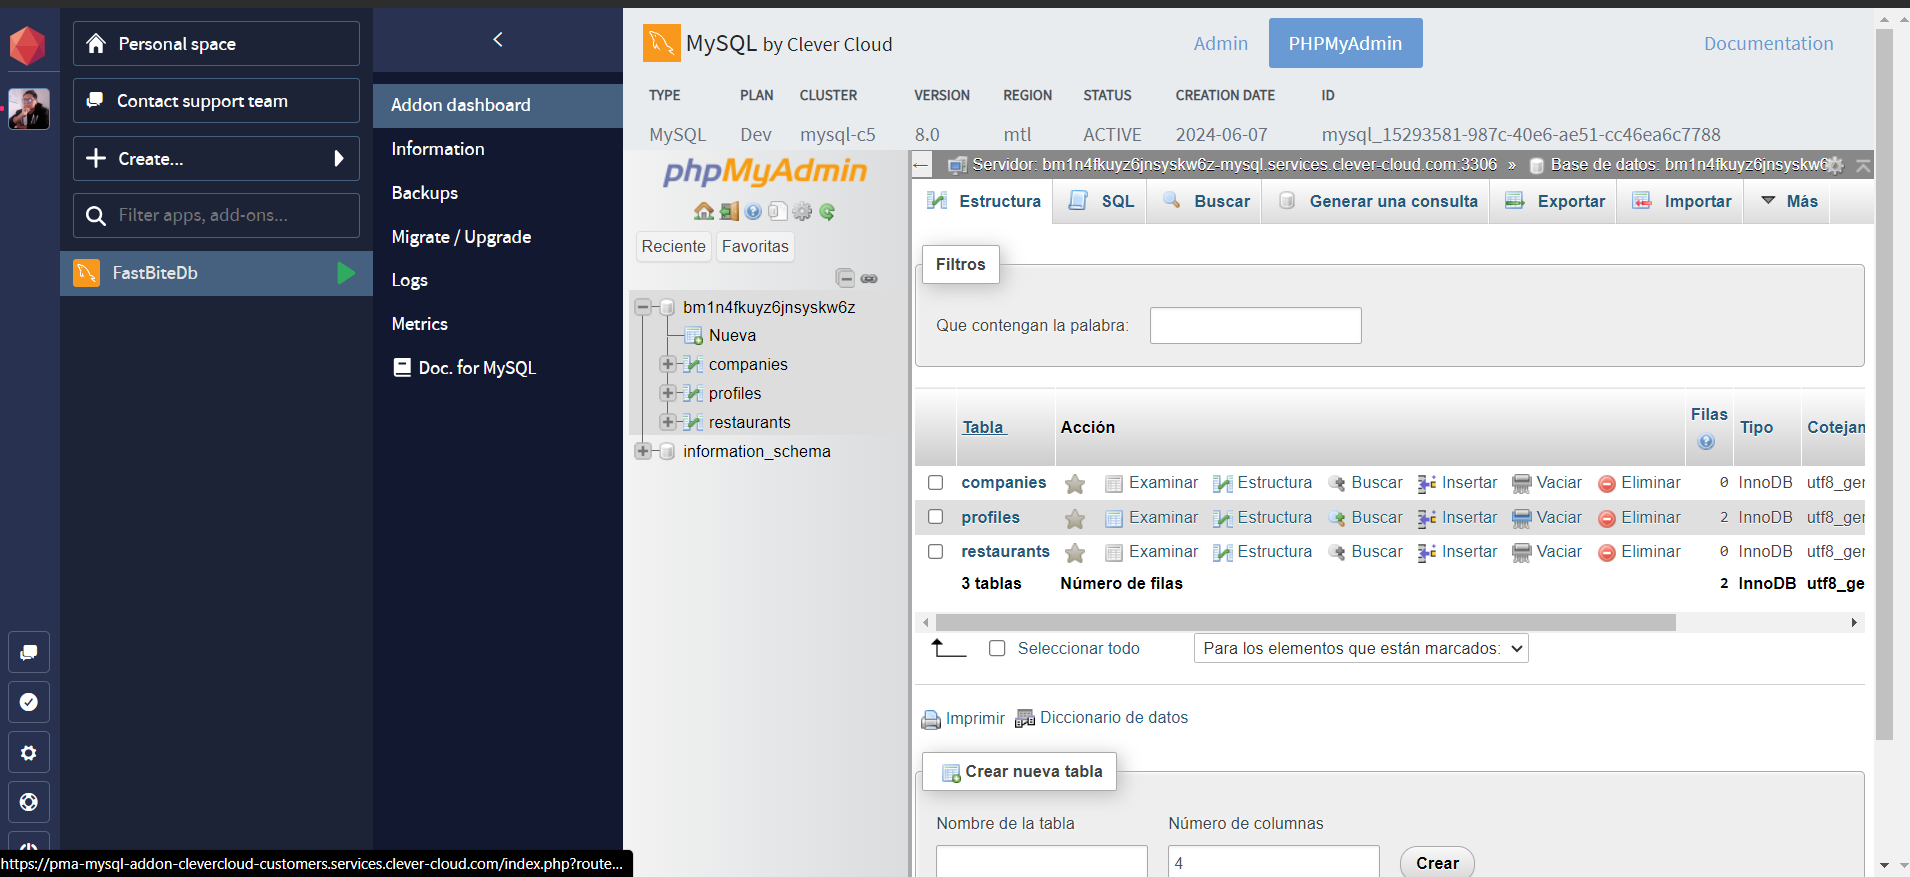 Personal space
Contact support team
Create...
Filter apps, add-ons...
FastBiteDb
Addon dashboard
Information
Backups
Migrate / Upgrade
Logs
Metrics
Doc. for MySQL
MySQL by Clever Cloud
Admin
PHPMyAdmin
Documentation
TYPE PLAN CLUSTER VERSION REGION STATUS CREATION DATE ID
MySQL Dev mysql-c5 8.0 mtl ACTIVE 2024-06-07 mysql_15293581-987c-40e6-ae51-cc46ea6c7788
phpMyAdmin
Reciente Favoritas
bm1n4fkuyz6jnsyskw6z
Nueva
companies
profiles
restaurants
information_schema
Servidor: bm1n4fkuyz6jnsyskw6z-mysql.services.clever-cloud.com:3306 » Base de datos: bm1n4fkuyz6jnsyskw6
Estructura SQL Buscar Generar una consulta Exportar Importar Más
Filtros
Que contengan la palabra:
Tabla Acción Filas Tipo Cotejan
companies Examinar Estructura Buscar Insertar Vaciar Eliminar 0 InnoDB utf8_ger
profiles Examinar Estructura Buscar Insertar Vaciar Eliminar 2 InnoDB utf8_ger
restaurants Examinar Estructura Buscar Insertar Vaciar Eliminar 0 InnoDB utf8_ger
3 tablas Número de filas 2 InnoDB utf8_ge
Seleccionar todo Para los elementos que están marcados:
Imprimir Diccionario de datos
Crear nueva tabla
Nombre de la tabla Número de columnas
4 Crear
https://pma-mysql-addon-clevercloud-customers.services.clever-cloud.com/index.php?route...